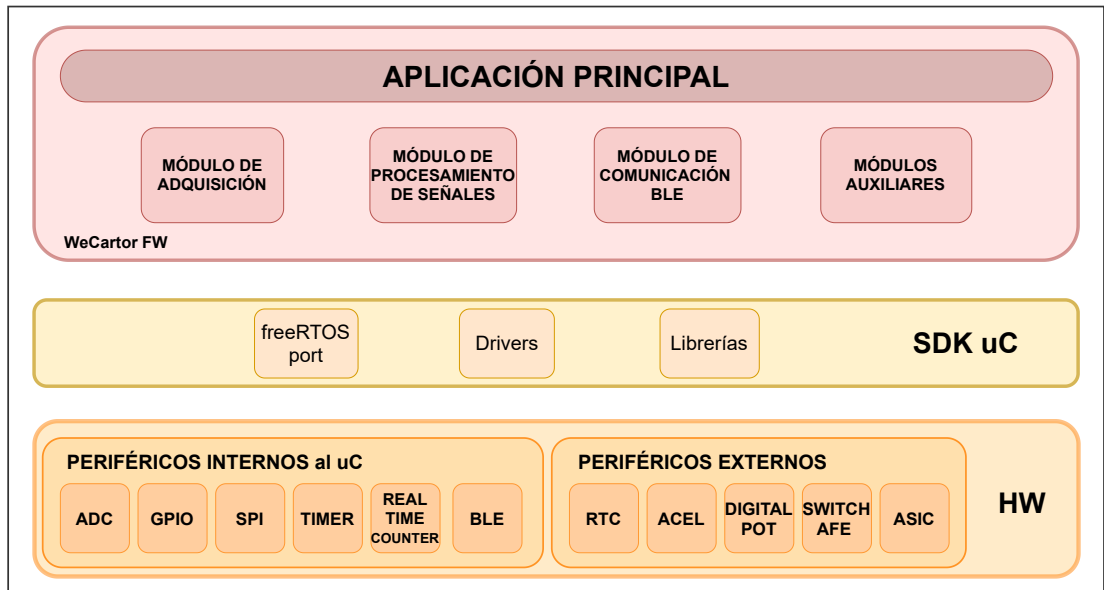 APLICACIÓN PRINCIPAL
MÓDULO DE
ADQUISICIÓN
MÓDULO DE
PROCESAMIENTO
DE SEÑALES
MÓDULO DE
COMUNICACIÓN
BLE
MÓDULOS
AUXILIARES
WeCartor FW
freeRTOS
port
Drivers
Librerías
SDK uC
PERIFÉRICOS INTERNOS al uC
ADC
GPIO
SPI
TIMER
REAL
TIME
COUNTER
BLE
PERIFÉRICOS EXTERNOS
RTC
ACEL
DIGITAL
POT
SWITCH
AFE
ASIC
HW